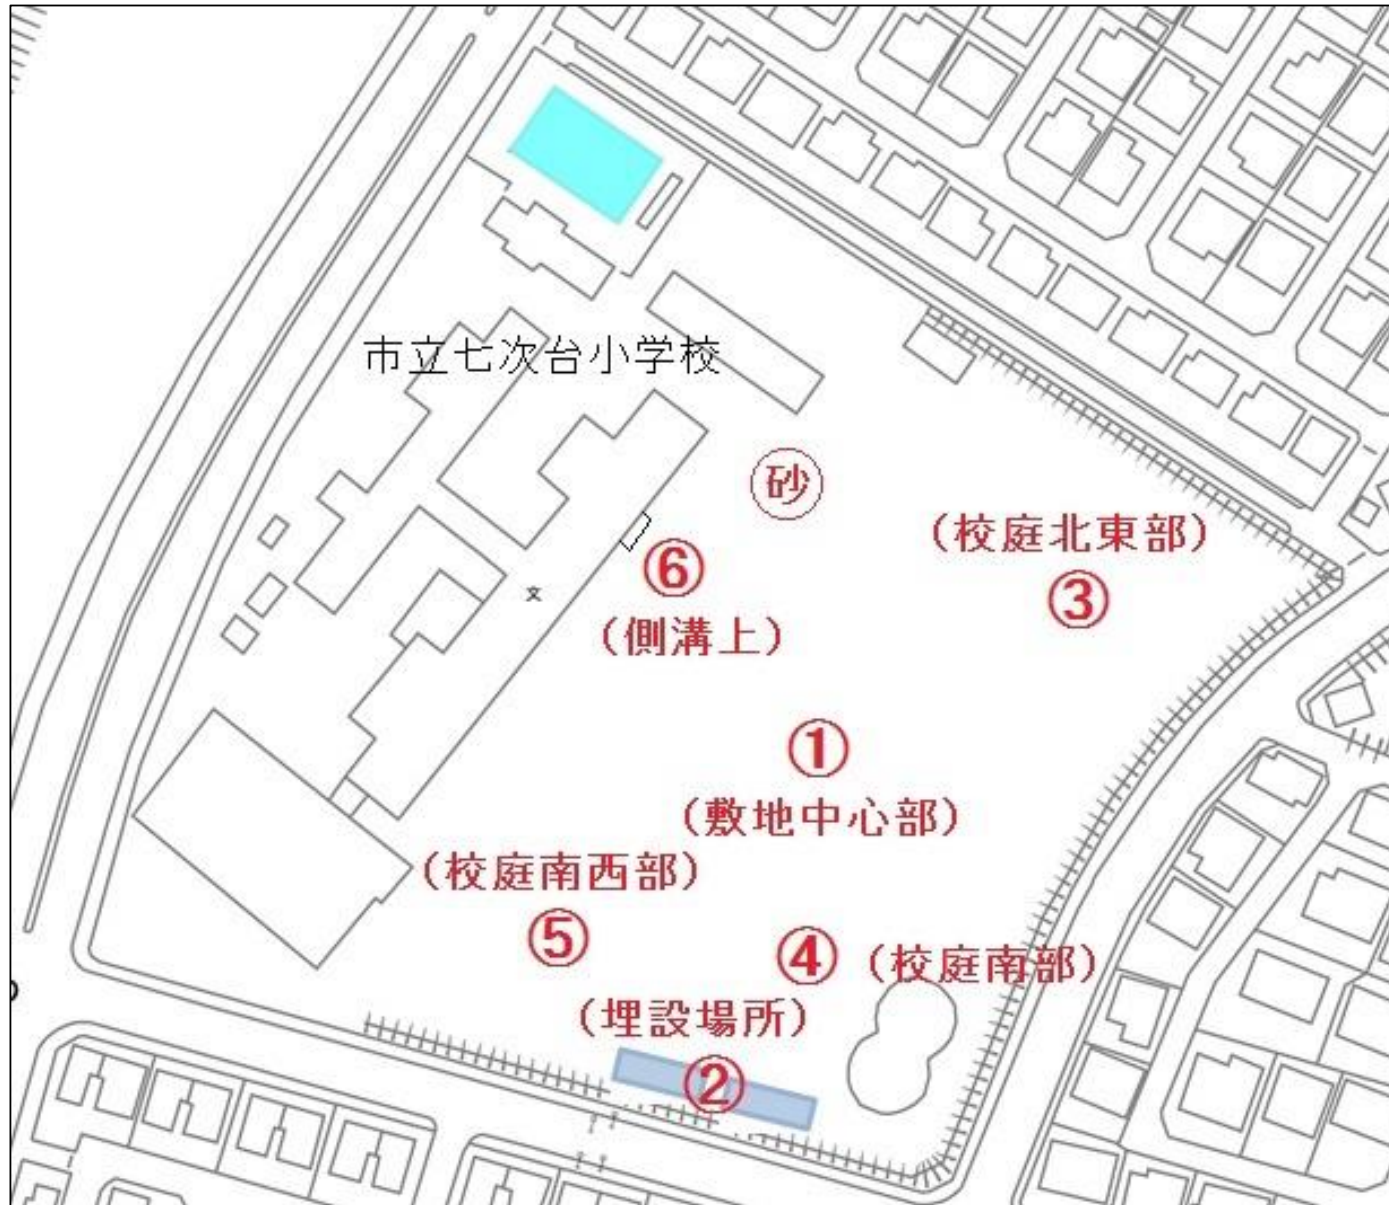 市立七次台小学校
砂
(校庭北東部)
③
⑥
(側溝上)
①
(敷地中心部)
(校庭南西部)
⑤
④ (校庭南部)
(埋設場所)
②
文